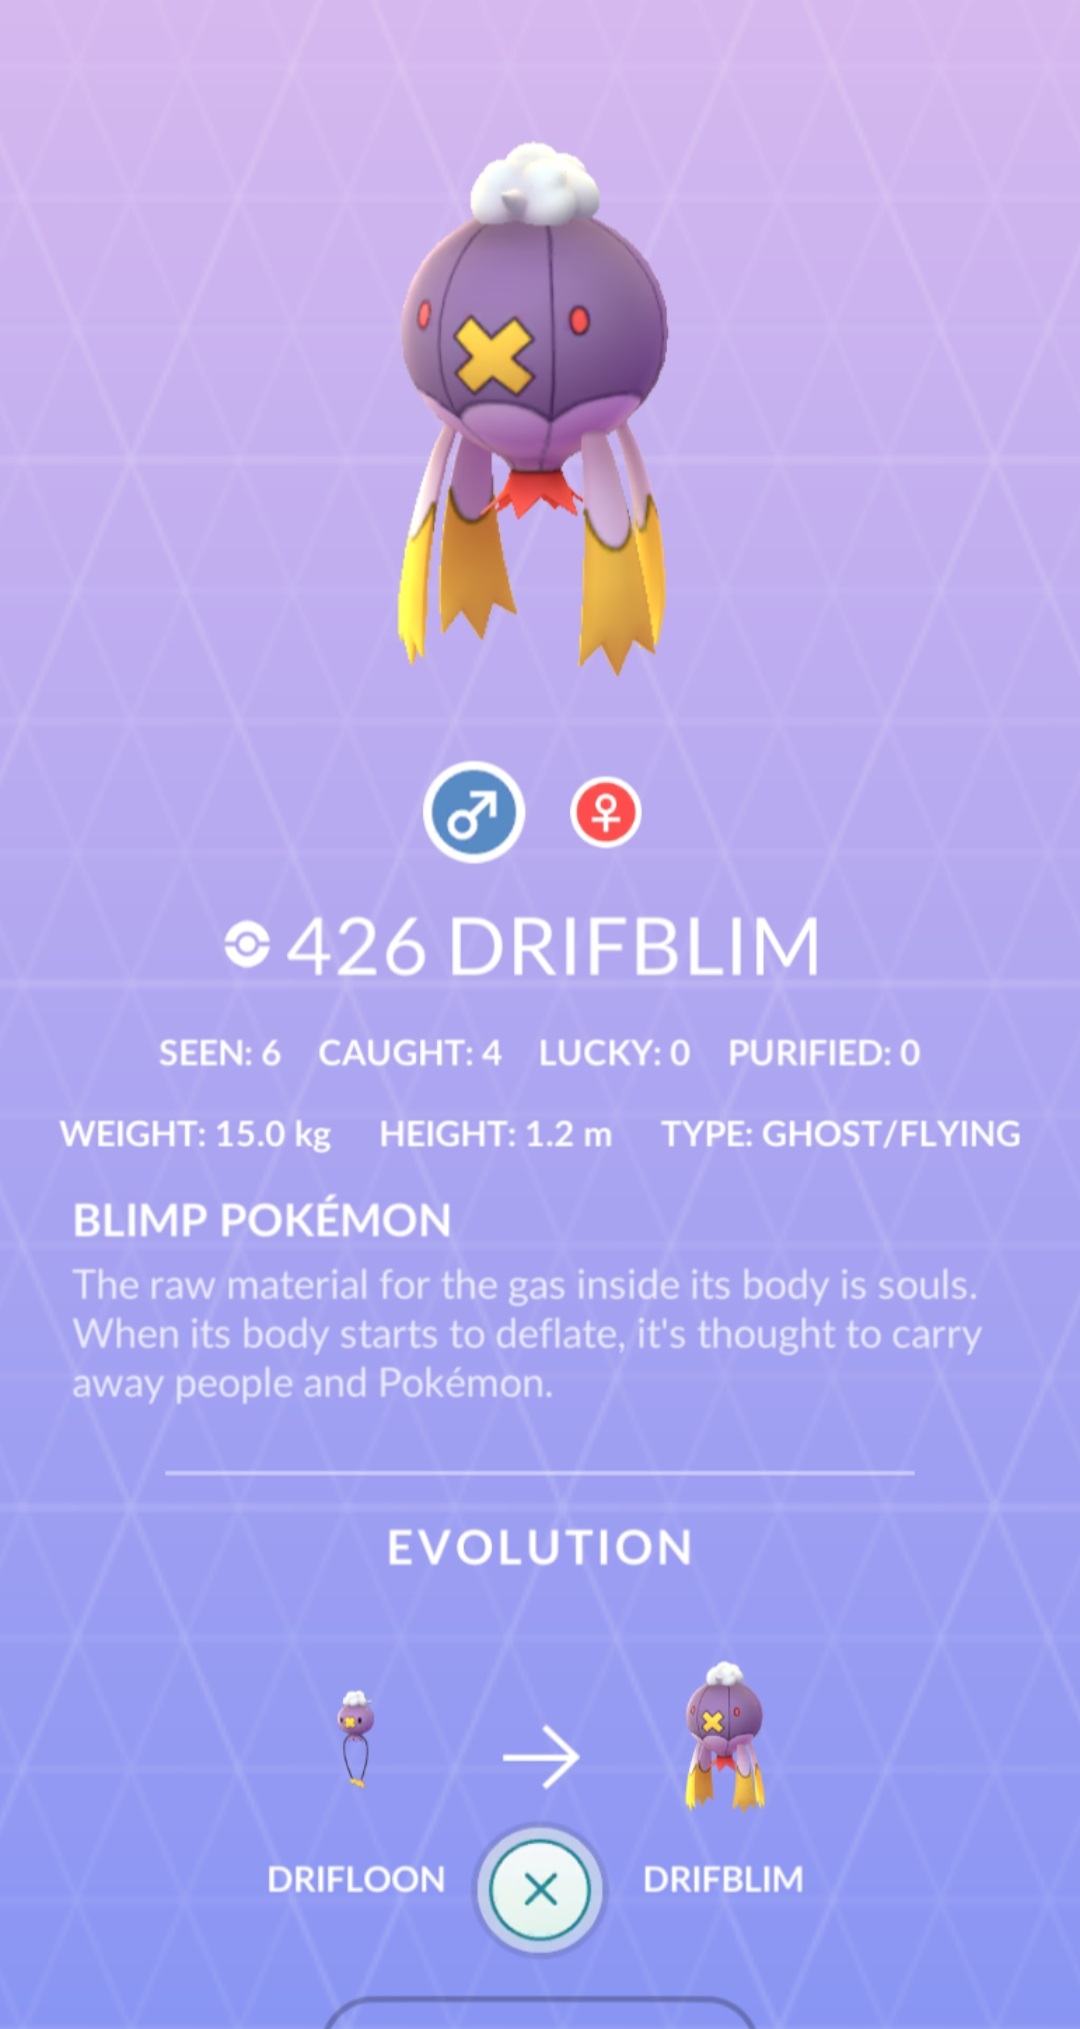 426 DRIFBLIM
SEEN: 6 CAUGHT: 4 LUCKY: 0 PURIFIED: 0
WEIGHT: 15.0 kg HEIGHT: 1.2 m TYPE: GHOST/FLYING
BLIMP POKÉMON
The raw material for the gas inside its body is souls.
When its body starts to deflate, it's thought to carry
away people and Pokémon.
EVOLUTION
DRIFLOON DRIFBLIM